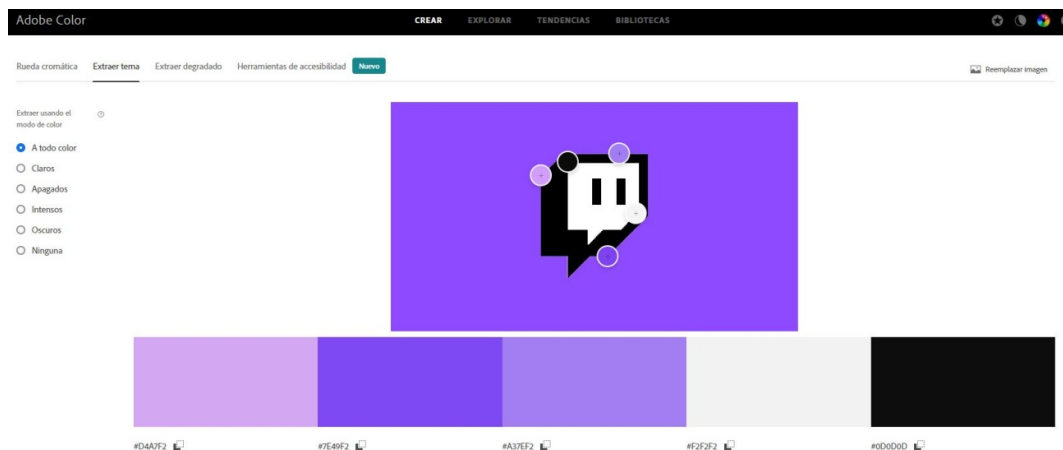 Adobe Color
CREAR EXPLORAR TENDENCIAS BIBLIOTECAS
Rueda cromática Extraer tema Extraer degradado Herramientas de accesibilidad Nuevo
Reemplazar imagen
Extraer usando el
modo de color
A todo color
Claros
Apagados
Intensos
Oscuros
Ninguna
#D4A7F2 #7E49F2 #A37EF2 #F2F2F2 #0D0D0D